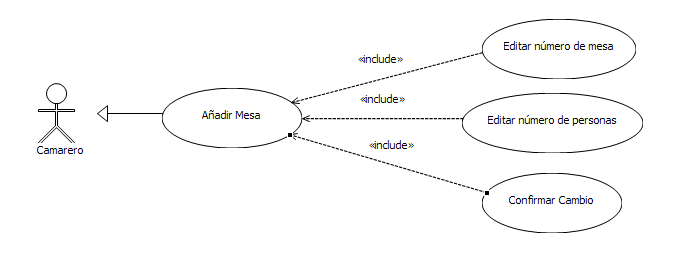 Editar número de mesa
«include»
«include»
Añadir Mesa
Editar número de personas
Camarero
«include»
Confirmar Cambio